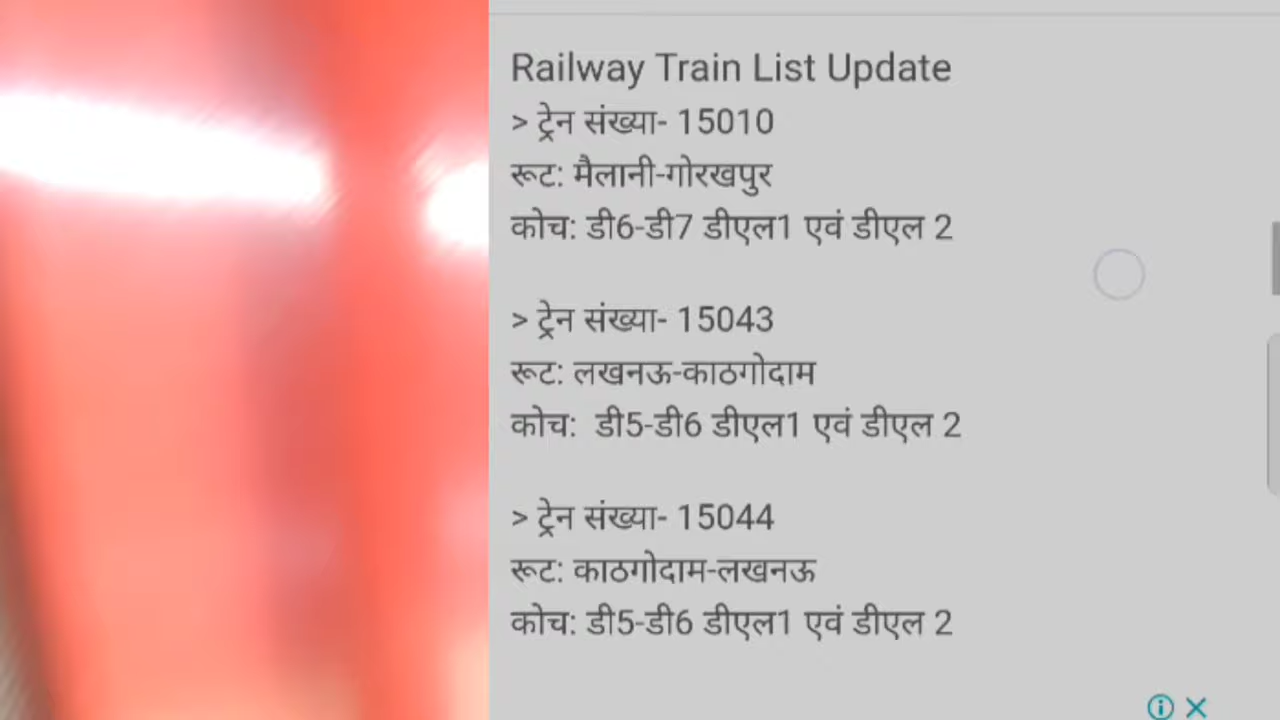 Railway Train List Update
> ट्रेन संख्या- 15010
रूट: मैलानी-गोरखपुर
कोच: डी6-डी7 डीएल1 एवं डीएल 2
> ट्रेन संख्या- 15043
रूट: लखनऊ-काठगोदाम
कोच:  डी5-डी6 डीएल1 एवं डीएल 2
> ट्रेन संख्या- 15044
रूट: काठगोदाम-लखनऊ
कोच: डी5-डी6 डीएल1 एवं डीएल 2